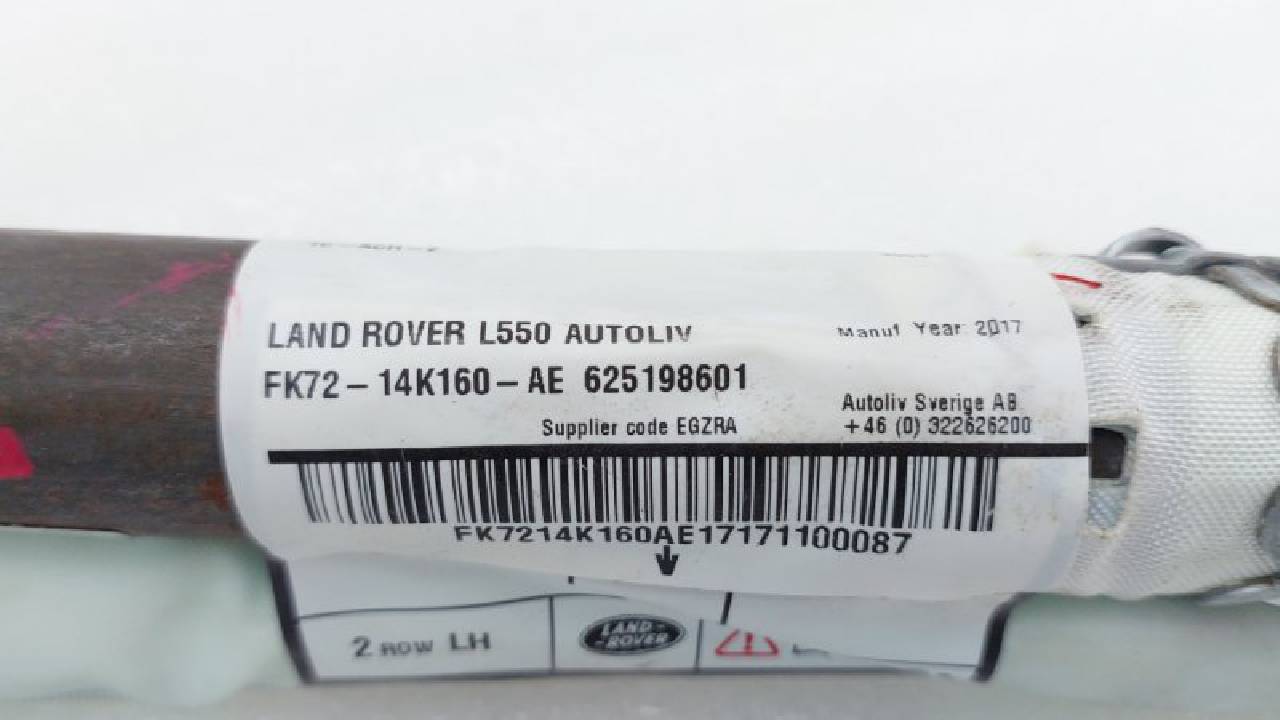 LAND ROVER L550 AUTOLIV
Manuf Year 2017
FK72-14K160-AE 625198601
Autoliv Sverige AB
Supplier code EGZRA
+46 (0) 322626200
FK7214K160AE17171100087
2 ROW LH
LAND-
-ROVER